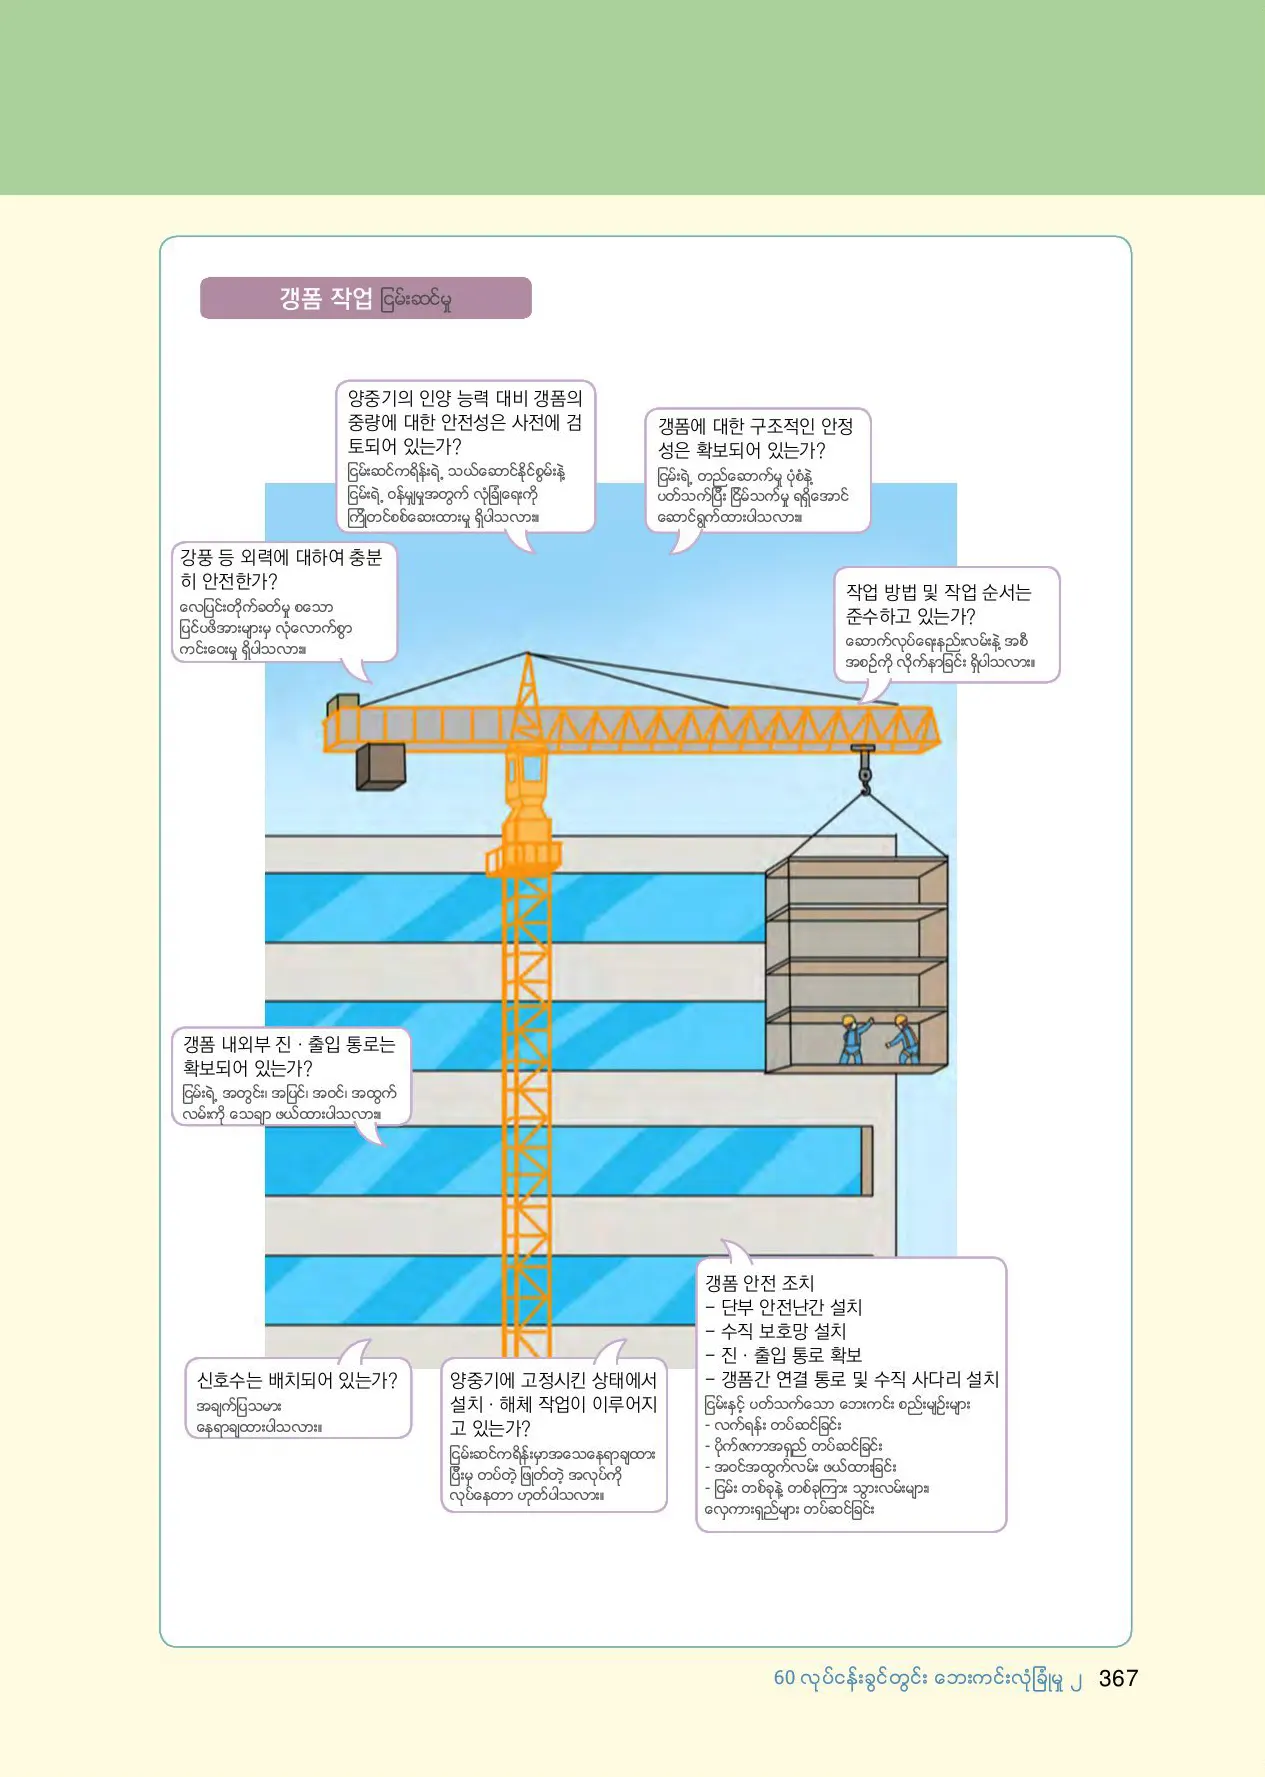 갱폼 작업 ငြမ်းဆင်မှု
양중기의 인양 능력 대비 갱폼의
중량에 대한 안전성은 사전에 검
토되어 있는가?
ငြမ်းဆင်ကရိန်းရဲ့ သယ်ဆောင်နိုင်စွမ်းနဲ့
ငြမ်းရဲ့ ဝန်မျှမှုအတွက် လုံခြုံရေးကို
ကြိုတင်စစ်ဆေးထားမှု ရှိပါသလား။
갱폼에 대한 구조적인 안정
성은 확보되어 있는가?
ငြမ်းရဲ့ တည်ဆောက်မှု ပုံစံနဲ့
ပတ်သက်ပြီး ငြိမ်သက်မှု ရရှိအောင်
ဆောင်ရွက်ထားပါသလား။
강풍 등 외력에 대하여 충분
히 안전한가?
လေပြင်းတိုက်ခတ်မှု စသော
ပြင်ပဖိအားများမှ လုံလောက်စွာ
ကင်းဝေးမှု ရှိပါသလား။
작업 방법 및 작업 순서는
준수하고 있는가?
ဆောက်လုပ်ရေးနည်းလမ်းနဲ့ အစီ
အစဉ်ကို လိုက်နာခြင်း ရှိပါသလား။
갱폼 내외부 진 · 출입 통로는
확보되어 있는가?
ငြမ်းရဲ့ အတွင်း၊ အပြင်၊ အဝင်၊ အထွက်
လမ်းကို သေချာ ဖယ်ထားပါသလား။
신호수는 배치되어 있는가?
အချက်ပြသမား
နေရာချထားပါသလား။
양중기에 고정시킨 상태에서
설치 · 해체 작업이 이루어지
고 있는가?
ငြမ်းဆင်ကရိန်းမှာအသေနေရာချထား
ပြီးမှ တပ်တဲ့ ဖြုတ်တဲ့ အလုပ်ကို
လုပ်နေတာ ဟုတ်ပါသလား။
갱폼 안전 조치
– 단부 안전난간 설치
– 수직 보호망 설치
– 진 · 출입 통로 확보
– 갱폼간 연결 통로 및 수직 사다리 설치
ငြမ်းနှင့် ပတ်သက်သော ဘေးကင်း စည်းမျဉ်းများ
- လက်ရန်း တပ်ဆင်ခြင်း
- ပိုက်ဇကာအရှည် တပ်ဆင်ခြင်း
- အဝင်အထွက်လမ်း ဖယ်ထားခြင်း
- ငြမ်း တစ်ခုနဲ့ တစ်ခုကြား သွားလမ်းများ၊
လှေကားရှည်များ တပ်ဆင်ခြင်း
60 လုပ်ငန်းခွင်တွင်း ဘေးကင်းလုံခြုံမှု ၂ 367